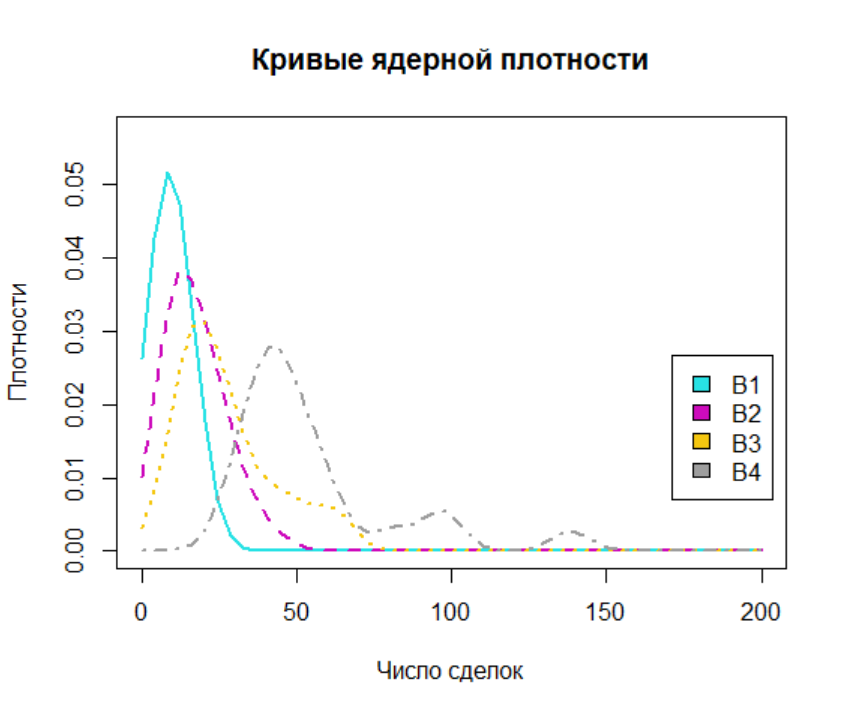 Кривые ядерной плотности
Плотности
0.05
0.04
0.03
0.02
0.01
0.00
B1
B2
B3
B4
0 50 100 150 200
Число сделок